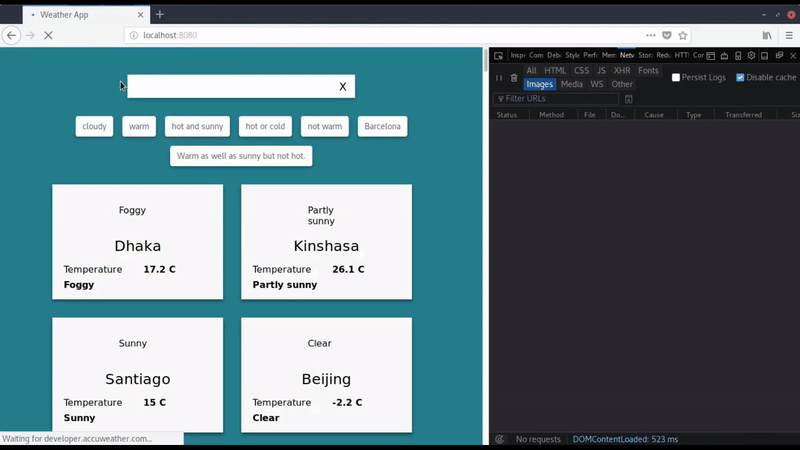 Weather App
localhost:8080
Insp Con Deb Style Perf Mem Netw Stor Redu HTTI Cor
All HTML CSS JS XHR Fonts
Images Media WS Other
Persist Logs Disable cache
Filter URLs
Status Method File Do... Cause Type Transferred Siz
X
cloudy warm hot and sunny hot or cold not warm Barcelona
Warm as well as sunny but not hot.
Foggy
Dhaka
Temperature 17.2 C
Foggy
Partly
sunny
Kinshasa
Temperature 26.1 C
Partly sunny
Sunny
Santiago
Temperature 15 C
Sunny
Clear
Beijing
Temperature -2.2 C
Clear
Waiting for developer.accuweather.com...
No requests DOMContentLoaded: 523 ms